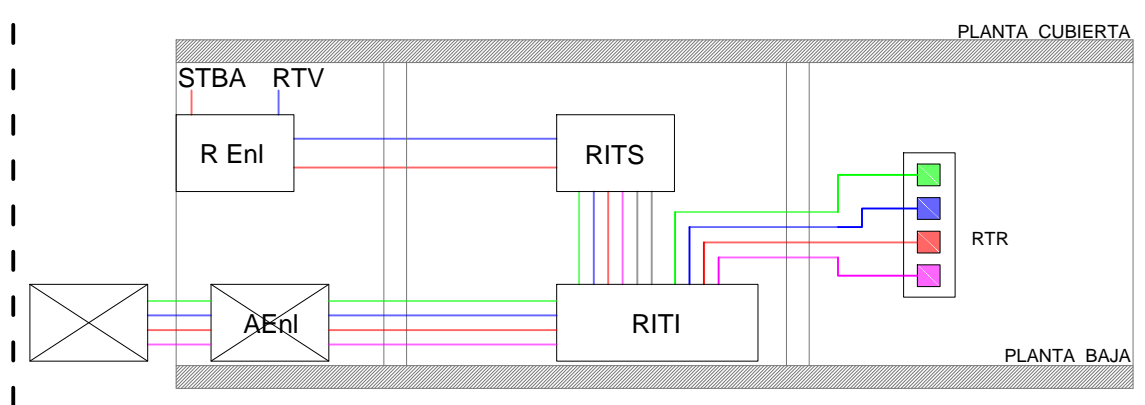 PLANTA CUBIERTA
STBA RTV
R Enl
RITS
RTR
AEnl
RITI
PLANTA BAJA